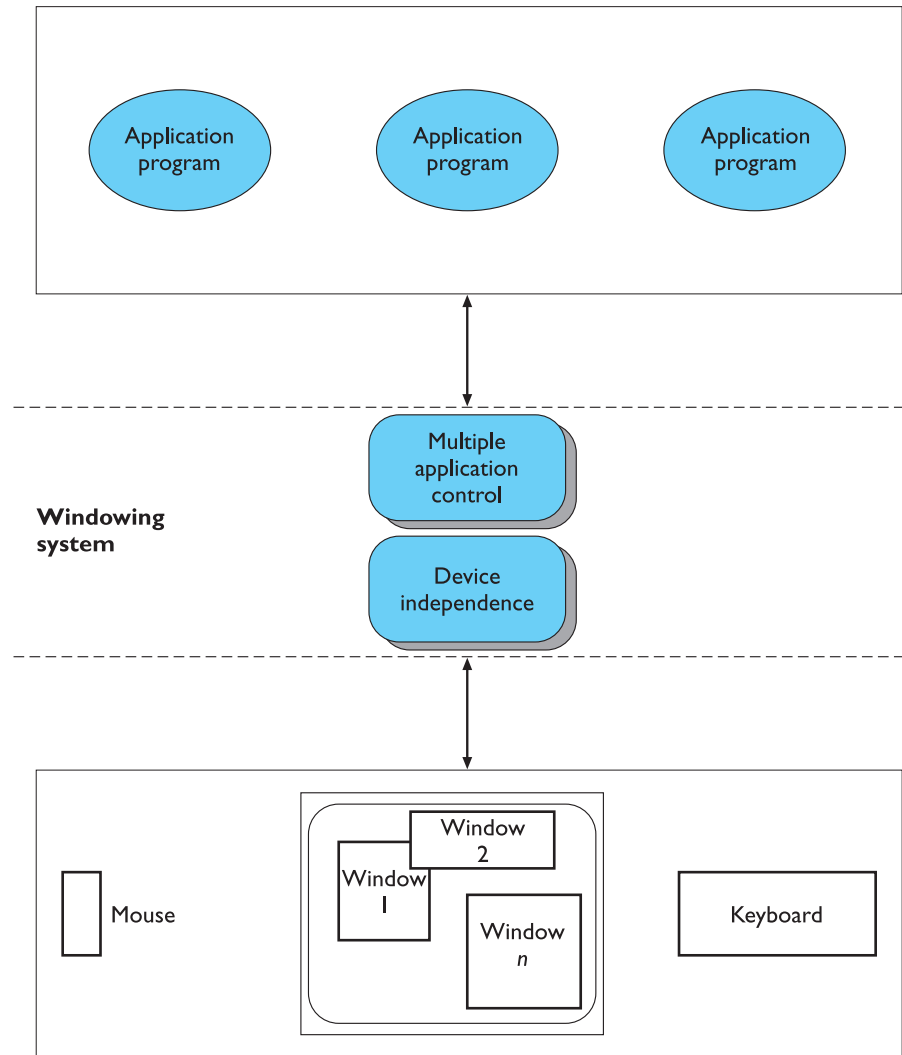 Application
program
Application
program
Application
program
Multiple
application
control
Windowing
system
Device
independence
Mouse
Window
1
Window
2
Window
n
Keyboard